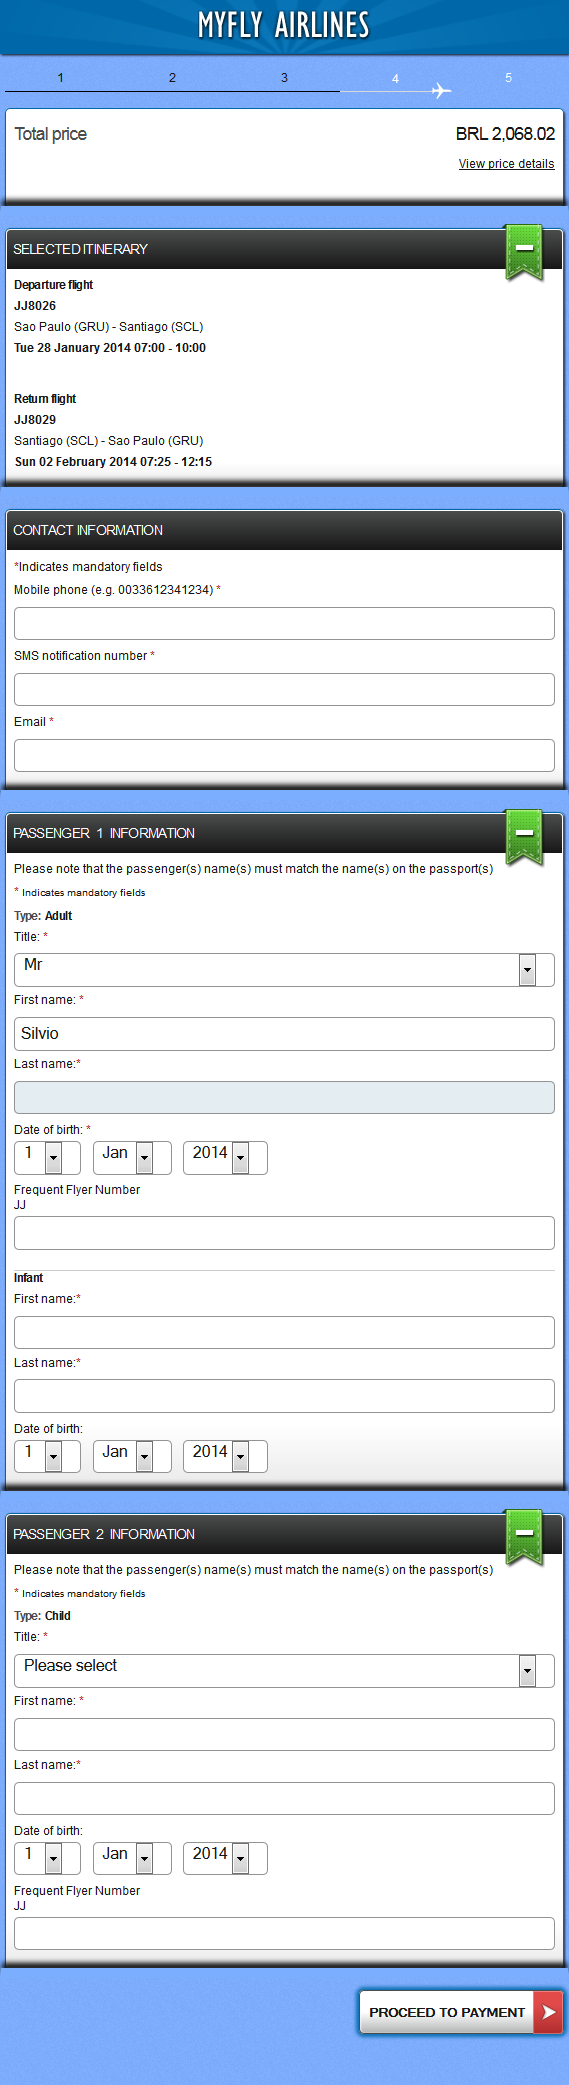 MYFLY AIRLINES
1 2 3 4 5
Total price BRL 2,068.02
View price details
SELECTED ITINERARY
Departure flight
JJ8026
Sao Paulo (GRU) - Santiago (SCL)
Tue 28 January 2014 07:00 - 10:00
Return flight
JJ8029
Santiago (SCL) - Sao Paulo (GRU)
Sun 02 February 2014 07:25 - 12:15
CONTACT INFORMATION
*Indicates mandatory fields
Mobile phone (e.g. 0033612341234) *
SMS notification number *
Email *
PASSENGER 1 INFORMATION
Please note that the passenger(s) name(s) must match the name(s) on the passport(s)
* Indicates mandatory fields
Type: Adult
Title: *
Mr
First name: *
Silvio
Last name:*
Date of birth: *
1 Jan 2014
Frequent Flyer Number
JJ
Infant
First name:*
Last name:*
Date of birth:
1 Jan 2014
PASSENGER 2 INFORMATION
Please note that the passenger(s) name(s) must match the name(s) on the passport(s)
* Indicates mandatory fields
Type: Child
Title: *
Please select
First name: *
Last name:*
Date of birth:
1 Jan 2014
Frequent Flyer Number
JJ
PROCEED TO PAYMENT